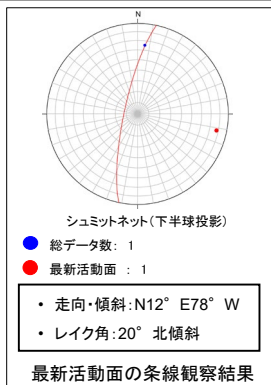 N
シュミットネット(下半球投影)
総データ数: 1
最新活動面 : 1
・ 走向・傾斜:N12° E78° W
・ レイク角:20° 北傾斜
最新活動面の条線観察結果